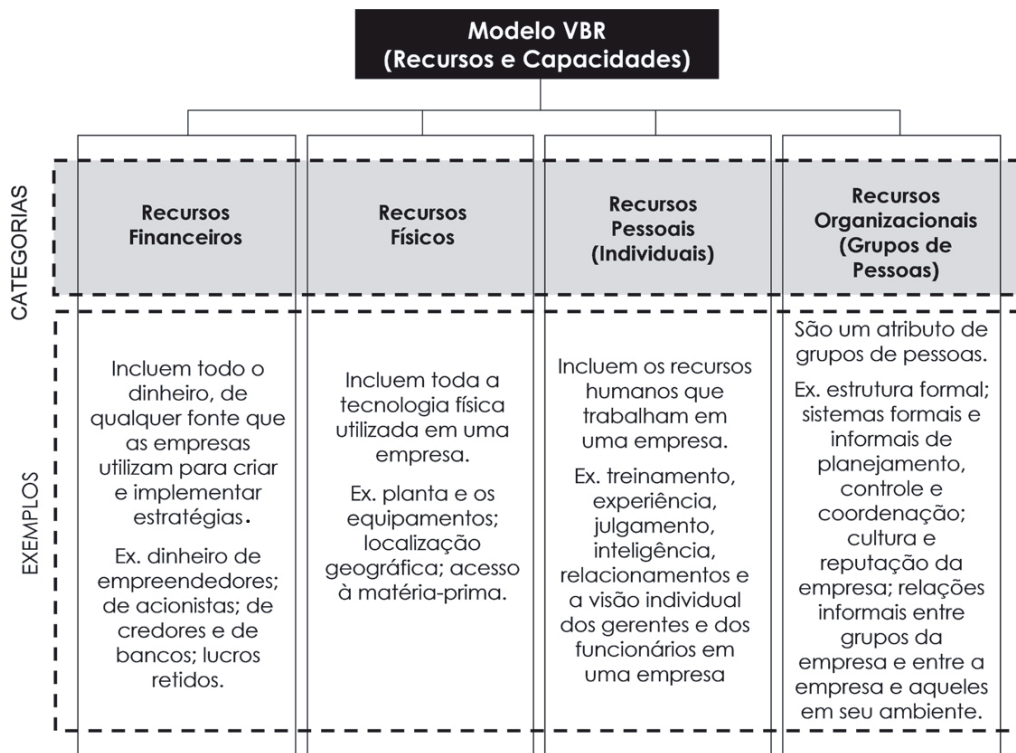 Modelo VBR
(Recursos e Capacidades)
CATEGORIAS
Recursos
Financeiros
Recursos
Físicos
Recursos
Pessoais
(Individuais)
Recursos
Organizacionais
(Grupos de
Pessoas)
EXEMPLOS
Incluem todo o
dinheiro, de
qualquer fonte que
as empresas
utilizam para criar
e implementar
estratégias.
Ex. dinheiro de
empreendedores;
de acionistas; de
credores e de
bancos; lucros
retidos.
Incluem toda a
tecnologia física
utilizada em uma
empresa.
Ex. planta e os
equipamentos;
localização
geográfica; acesso
à matéria-prima.
Incluem os recursos
humanos que
trabalham em
uma empresa.
Ex. treinamento,
experiência,
julgamento,
inteligência,
relacionamentos e
a visão individual
dos gerentes e dos
funcionários em
uma empresa
São um atributo de
grupos de pessoas.
Ex. estrutura formal;
sistemas formais e
informais de
planejamento,
controle e
coordenação;
cultura e
reputação da
empresa; relações
informais entre
grupos da
empresa e entre a
empresa e aqueles
em seu ambiente.